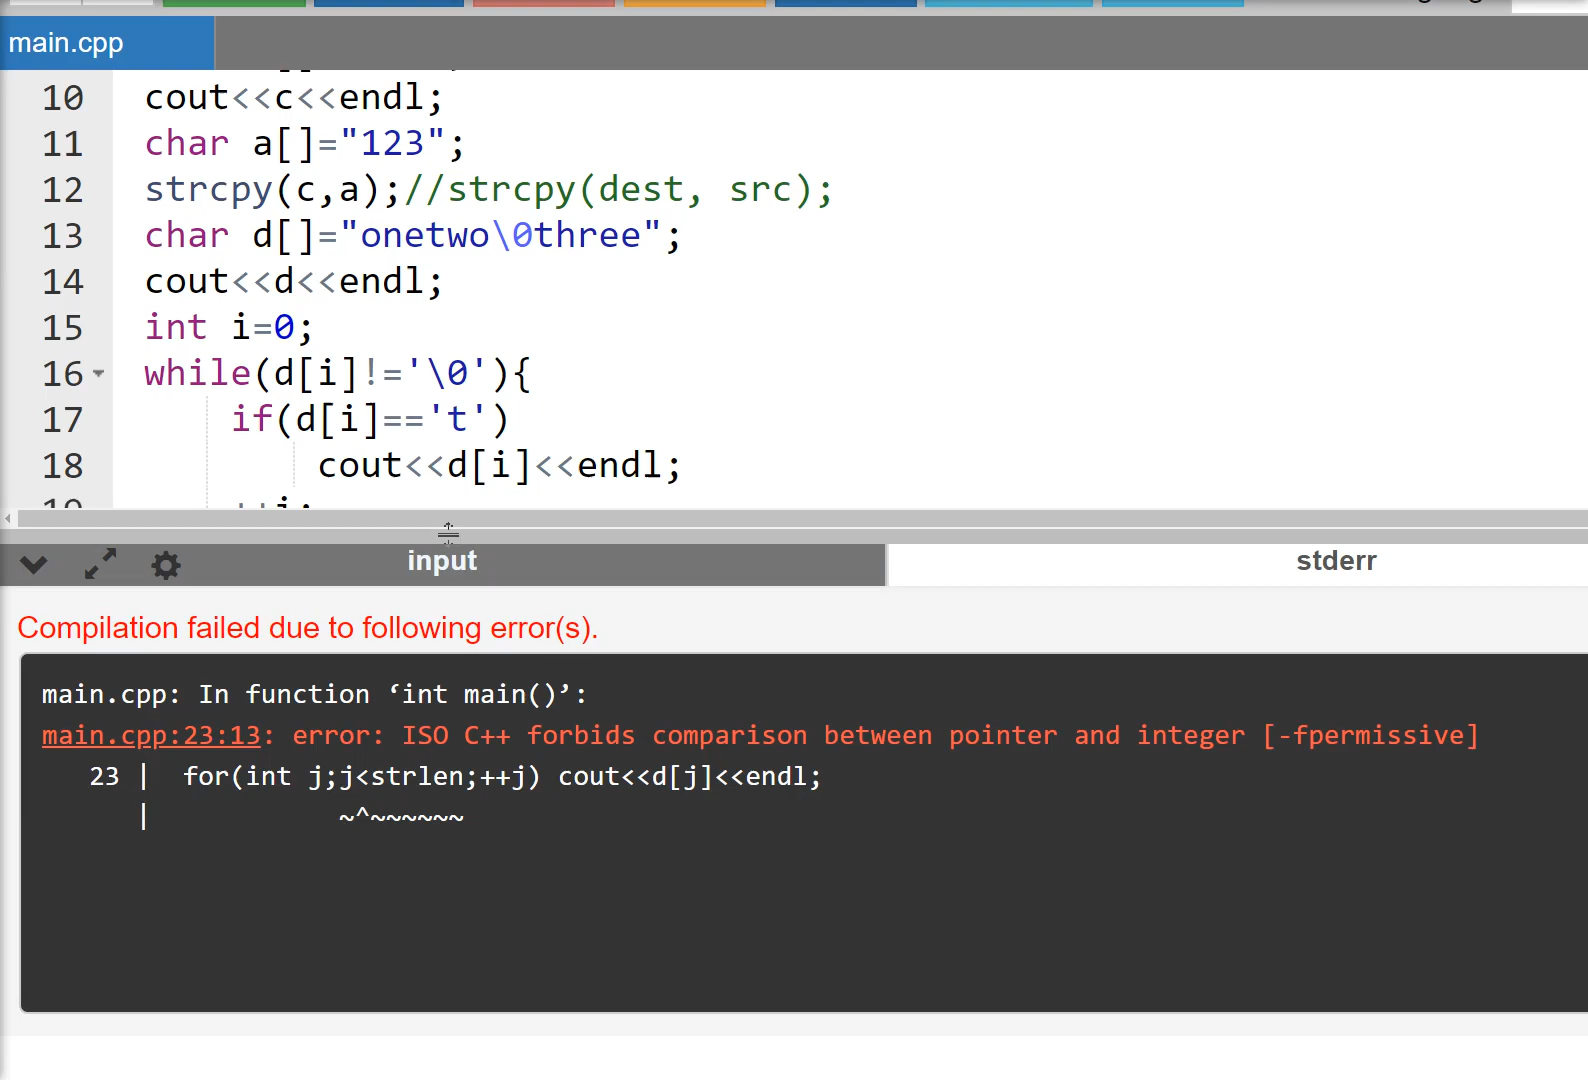 main.cpp
10 cout<<c<<endl;
11 char a[]="123";
12 strcpy(c,a);//strcpy(dest, src);
13 char d[]="onetwo\0three";
14 cout<<d<<endl;
15 int i=0;
16 while(d[i]!='\0'){
17 if(d[i]=='t')
18 cout<<d[i]<<endl;
input
stderr
Compilation failed due to following error(s).
main.cpp: In function ‘int main()’:
main.cpp:23:13: error: ISO C++ forbids comparison between pointer and integer [-fpermissive]
23 | for(int j;j<strlen;++j) cout<<d[j]<<endl;
| ~^~~~~~~